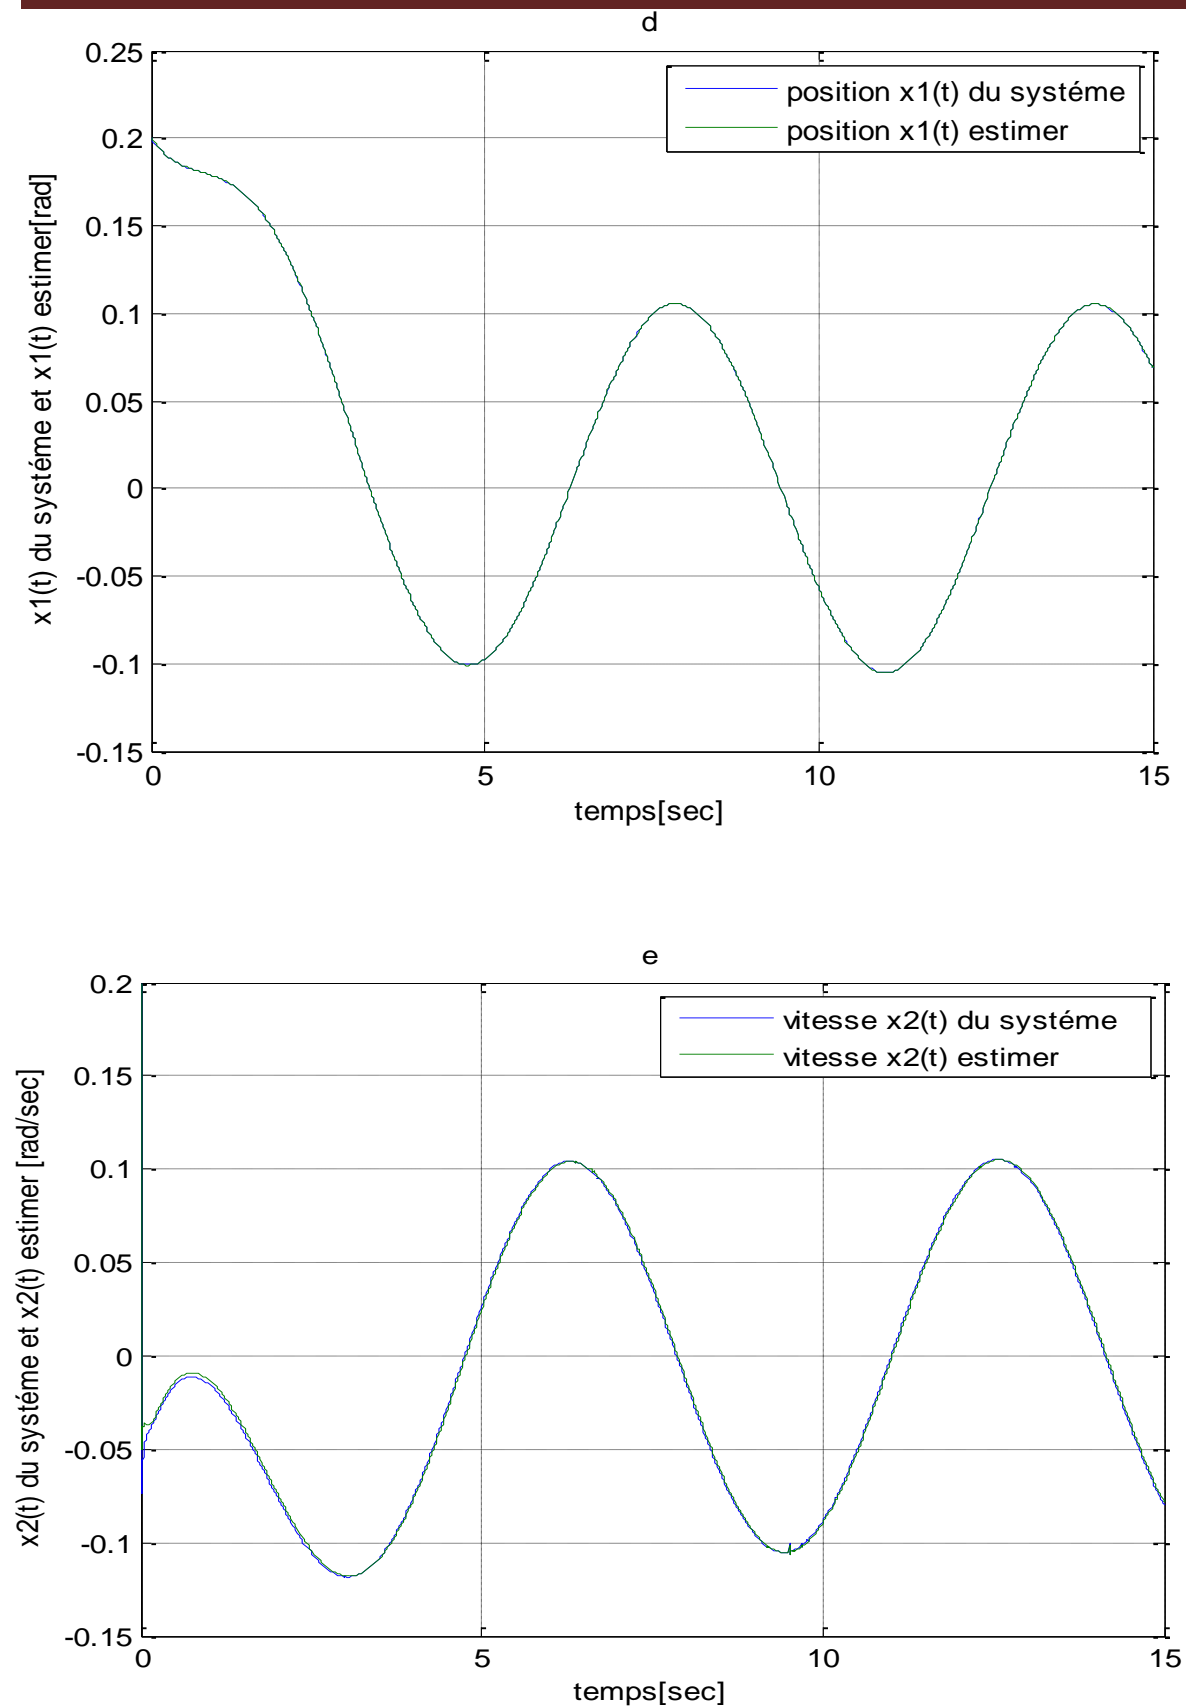 d
0.25
0.2
0.15
0.1
0.05
0
-0.05
-0.1
-0.15
x1(t) du systéme et x1(t) estimer[rad]
position x1(t) du systéme
position x1(t) estimer
0 5 10 15
temps[sec]
e
0.2
0.15
0.1
0.05
0
-0.05
-0.1
-0.15
x2(t) du systéme et x2(t) estimer [rad/sec]
vitesse x2(t) du systéme
vitesse x2(t) estimer
0 5 10 15
temps[sec]